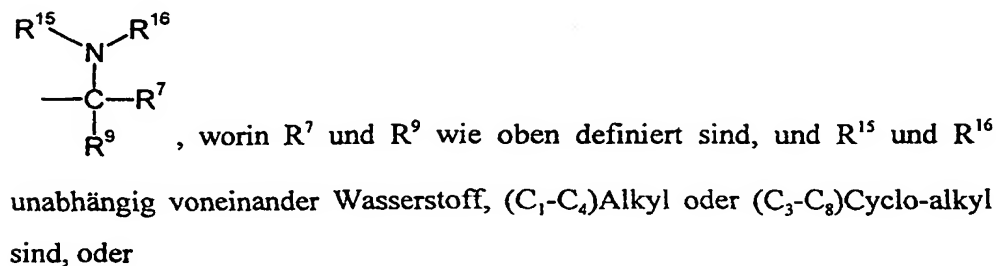 R¹⁵ R¹⁶
N
—C—R⁷
R⁹ , worin R⁷ und R⁹ wie oben definiert sind, und R¹⁵ und R¹⁶
unabhängig voneinander Wasserstoff, (C₁-C₄)Alkyl oder (C₃-C₈)Cyclo-alkyl
sind, oder